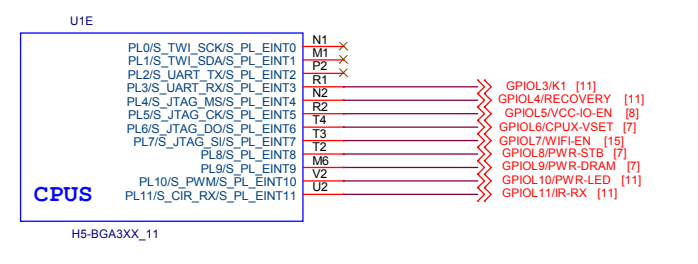 U1E
PL0/S_TWI_SCK/S_PL_EINT0 N1
PL1/S_TWI_SDA/S_PL_EINT1 M1
PL2/S_UART_TX/S_PL_EINT2 P2
PL3/S_UART_RX/S_PL_EINT3 R1 GPIOL3/K1 [11]
PL4/S_JTAG_MS/S_PL_EINT4 N2 GPIOL4/RECOVERY [11]
PL5/S_JTAG_CK/S_PL_EINT5 R2 GPIOL5/VCC-IO-EN [8]
PL6/S_JTAG_DO/S_PL_EINT6 T4 GPIOL6/CPUX-VSET [7]
PL7/S_JTAG_SI/S_PL_EINT7 T3 GPIOL7/WIFI-EN [15]
PL8/S_PL_EINT8 T2 GPIOL8/PWR-STB [7]
PL9/S_PL_EINT9 M6 GPIOL9/PWR-DRAM [7]
PL10/S_PWM/S_PL_EINT10 V2 GPIOL10/PWR-LED [11]
CPUS PL11/S_CIR_RX/S_PL_EINT11 U2 GPIOL11/IR-RX [11]
H5-BGA3XX_11